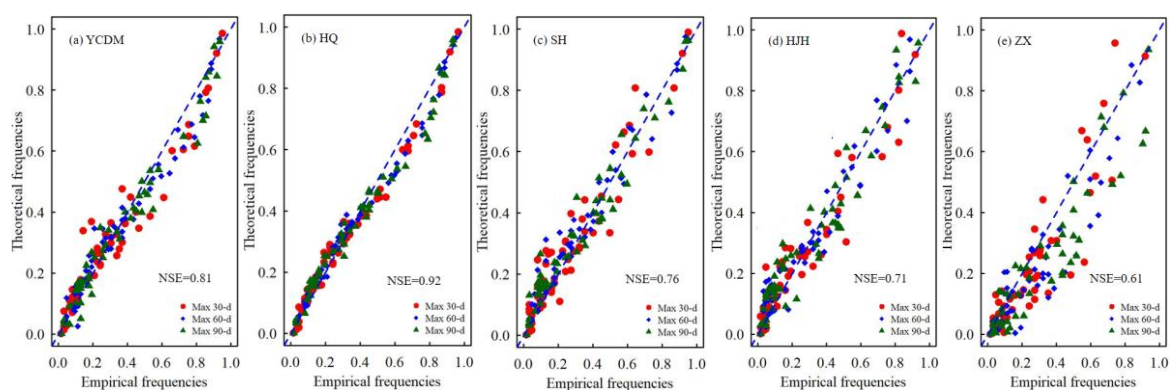 (a) YCDM
Theoretical frequencies
1.0
0.8
0.6
0.4
0.2
0.0
NSE=0.81
Max 30-d
Max 60-d
Max 90-d
0.0 0.2 0.4 0.6 0.8 1.0
Empirical frequencies
(b) HQ
Theoretical frequencies
1.0
0.8
0.6
0.4
0.2
0.0
NSE=0.92
Max 30-d
Max 60-d
Max 90-d
0.0 0.2 0.4 0.6 0.8 1.0
Empirical frequencies
(c) SH
Theoretical frequencies
1.0
0.8
0.6
0.4
0.2
0.0
NSE=0.76
Max 30-d
Max 60-d
Max 90-d
0.0 0.2 0.4 0.6 0.8 1.0
Empirical frequencies
(d) HJH
Theoretical frequencies
1.0
0.8
0.6
0.4
0.2
0.0
NSE=0.71
Max 30-d
Max 60-d
Max 90-d
0.0 0.2 0.4 0.6 0.8 1.0
Empirical frequencies
(e) ZX
Theoretical frequencies
1.0
0.8
0.6
0.4
0.2
0.0
NSE=0.61
Max 30-d
Max 60-d
Max 90-d
0.0 0.2 0.4 0.6 0.8 1.0
Empirical frequencies